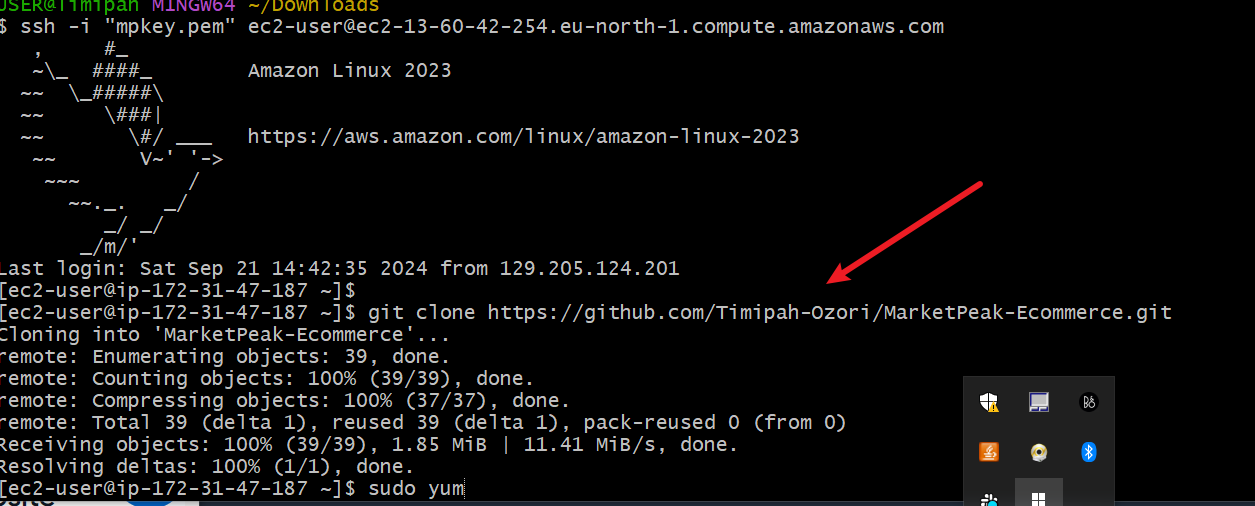 USER@Timipah MINGW64 ~/Downloads
$ ssh -i "mpkey.pem" ec2-user@ec2-13-60-42-254.eu-north-1.compute.amazonaws.com
   ,     #_
   ~\_  ####_        Amazon Linux 2023
  ~~  \_#####\
  ~~     \###|
  ~~       \#/ ___   https://aws.amazon.com/linux/amazon-linux-2023
   ~~       V~' '->
    ~~~         /
      ~~._.   _/
         _/ _/
       _/m/'
Last login: Sat Sep 21 14:42:35 2024 from 129.205.124.201
[ec2-user@ip-172-31-47-187 ~]$
[ec2-user@ip-172-31-47-187 ~]$ git clone https://github.com/Timipah-Ozori/MarketPeak-Ecommerce.git
Cloning into 'MarketPeak-Ecommerce'...
remote: Enumerating objects: 39, done.
remote: Counting objects: 100% (39/39), done.
remote: Compressing objects: 100% (37/37), done.
remote: Total 39 (delta 1), reused 39 (delta 1), pack-reused 0 (from 0)
Receiving objects: 100% (39/39), 1.85 MiB | 11.41 MiB/s, done.
Resolving deltas: 100% (1/1), done.
[ec2-user@ip-172-31-47-187 ~]$ sudo yum